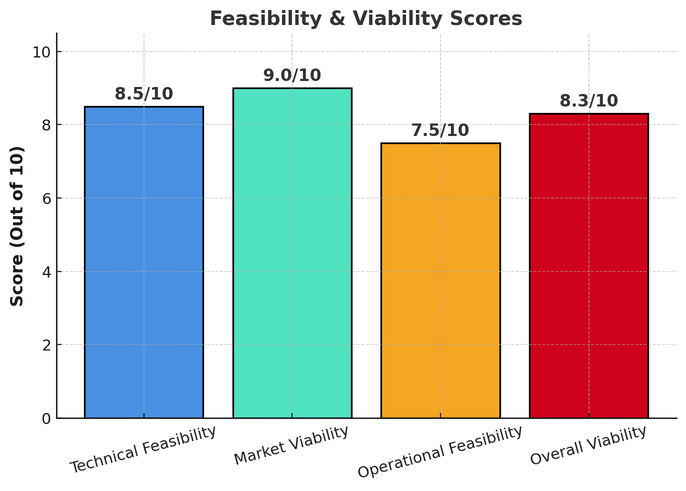 Feasibility & Viability Scores
Score (Out of 10)
10
8
6
4
2
0
8.5/10
9.0/10
7.5/10
8.3/10
Technical Feasibility
Market Viability
Operational Feasibility
Overall Viability